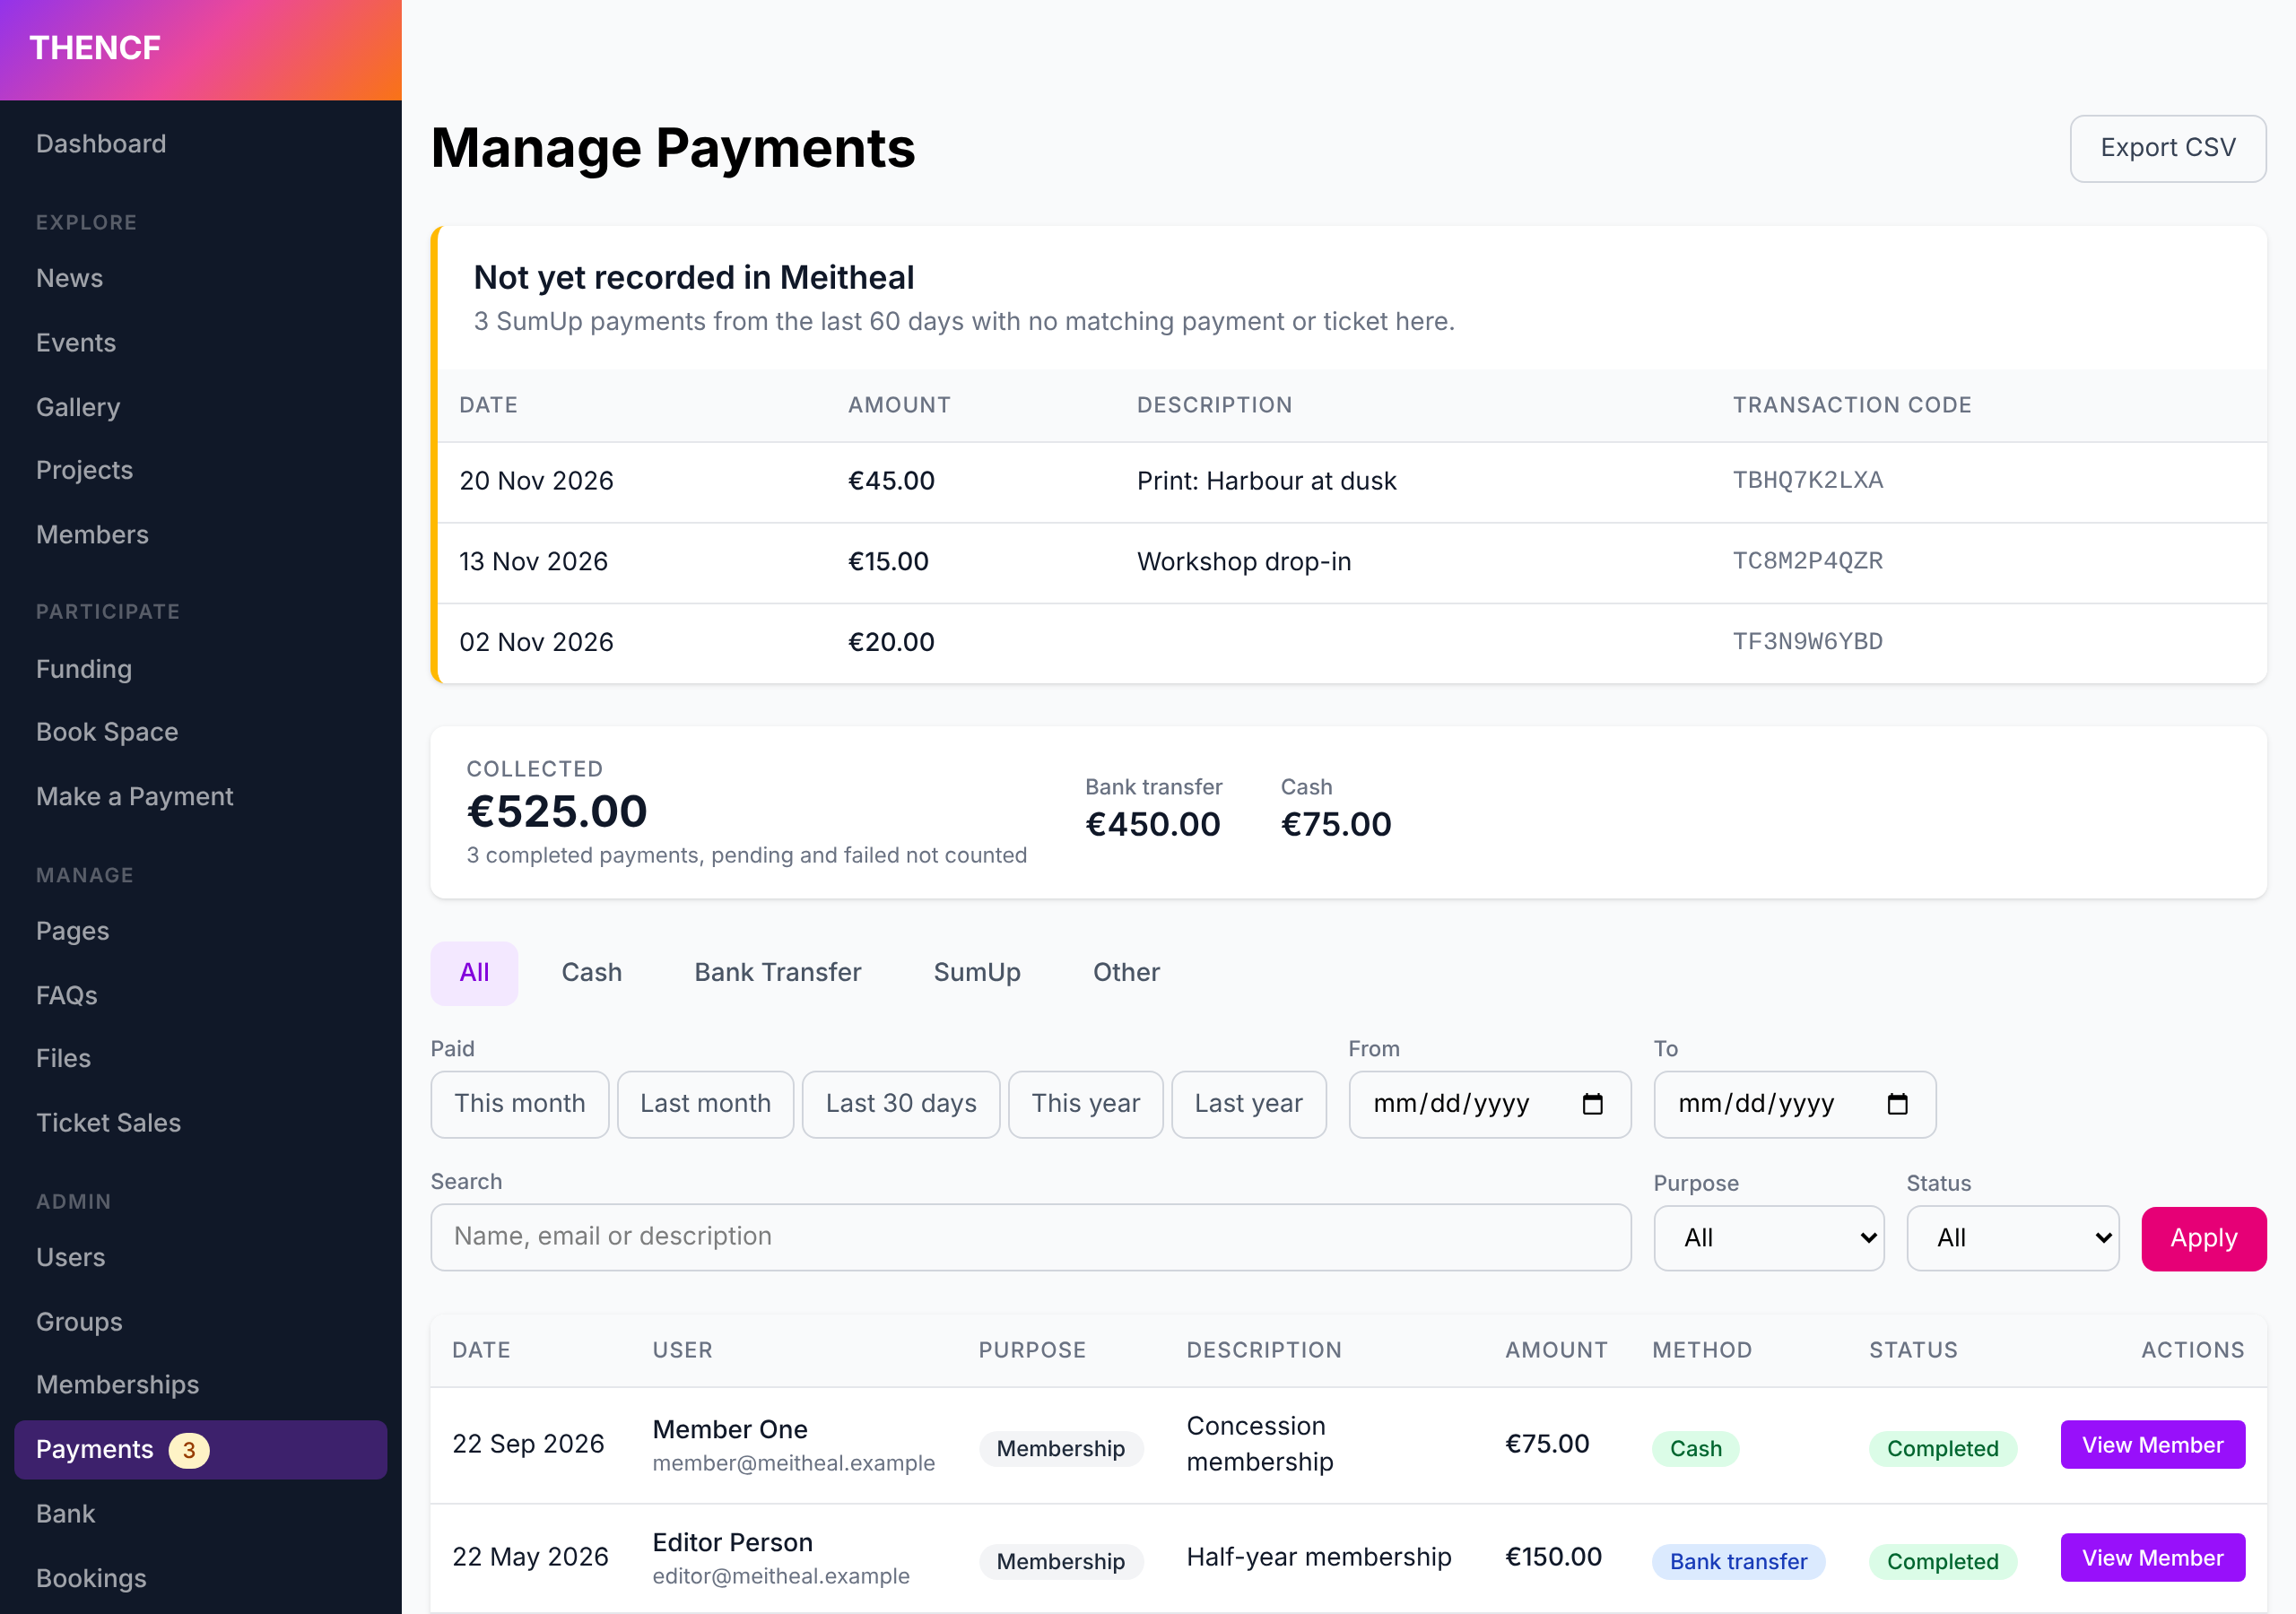 THENCF
Dashboard
EXPLORE
News
Events
Gallery
Projects
Members
PARTICIPATE
Funding
Book Space
Make a Payment
MANAGE
Pages
FAQs
Files
Ticket Sales
ADMIN
Users
Groups
Memberships
Payments 3
Bank
Bookings
Manage Payments
Export CSV
Not yet recorded in Meitheal
3 SumUp payments from the last 60 days with no matching payment or ticket here.
DATE AMOUNT DESCRIPTION TRANSACTION CODE
20 Nov 2026 €45.00 Print: Harbour at dusk TBHQ7K2LXA
13 Nov 2026 €15.00 Workshop drop-in TC8M2P4QZR
02 Nov 2026 €20.00 TF3N9W6YBD
COLLECTED
€525.00
3 completed payments, pending and failed not counted
Bank transfer
€450.00
Cash
€75.00
All Cash Bank Transfer SumUp Other
Paid From To
This month Last month Last 30 days This year Last year mm/dd/yyyy mm/dd/yyyy
Search Purpose Status
Name, email or description All All Apply
DATE USER PURPOSE DESCRIPTION AMOUNT METHOD STATUS ACTIONS
22 Sep 2026 Member One Membership Concession membership €75.00 Cash Completed View Member
member@meitheal.example
22 May 2026 Editor Person Membership Half-year membership €150.00 Bank transfer Completed View Member
editor@meitheal.example